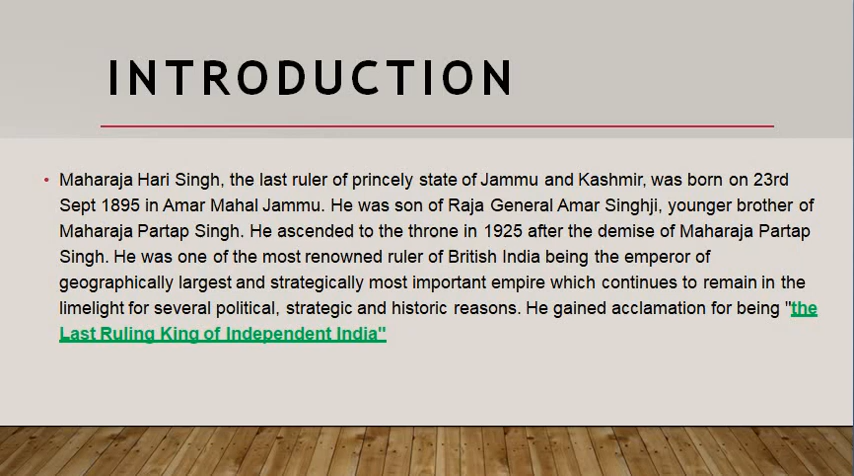 INTRODUCTION
• Maharaja Hari Singh, the last ruler of princely state of Jammu and Kashmir, was born on 23rd
Sept 1895 in Amar Mahal Jammu. He was son of Raja General Amar Singhji, younger brother of
Maharaja Partap Singh. He ascended to the throne in 1925 after the demise of Maharaja Partap
Singh. He was one of the most renowned ruler of British India being the emperor of
geographically largest and strategically most important empire which continues to remain in the
limelight for several political, strategic and historic reasons. He gained acclamation for being "the
Last Ruling King of Independent India"